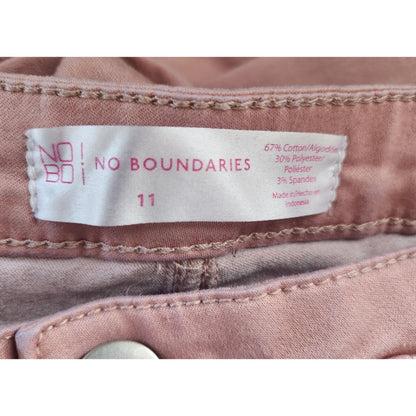 NO
BO
NO BOUNDARIES
11
67% Cotton/Algodón
30% Polyester/
Poliéster
3% Spandex
Made in/Hecho en
Indonesia